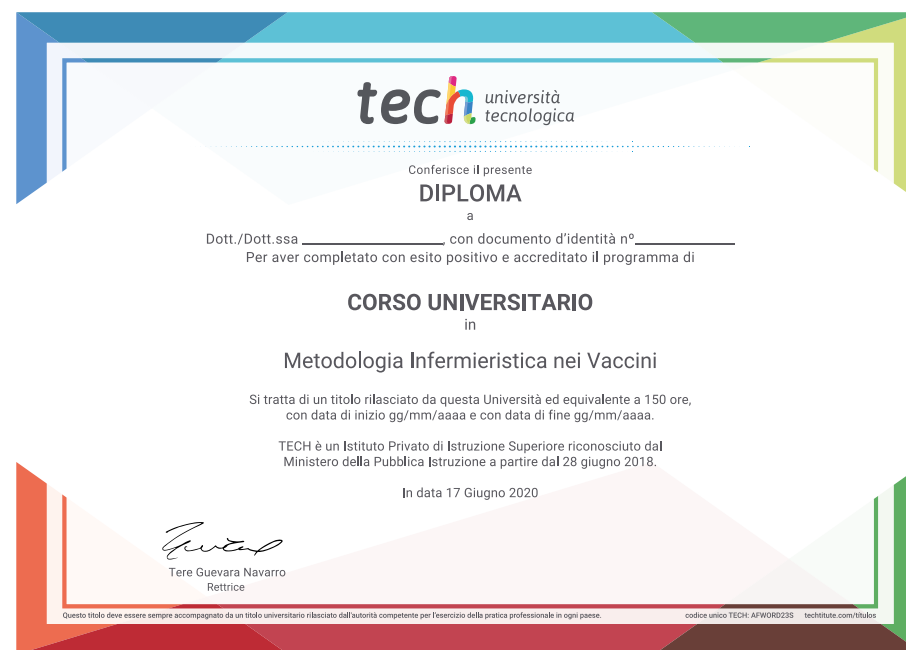 tech università
tecnologica
Conferisce il presente
DIPLOMA
a
Dott./Dott.ssa ________________, con documento d'identità nº____________
Per aver completato con esito positivo e accreditato il programma di
CORSO UNIVERSITARIO
in
Metodologia Infermieristica nei Vaccini
Si tratta di un titolo rilasciato da questa Università ed equivalente a 150 ore,
con data di inizio gg/mm/aaaa e con data di fine gg/mm/aaaa.
TECH è un Istituto Privato di Istruzione Superiore riconosciuto dal
Ministero della Pubblica Istruzione a partire dal 28 giugno 2018.
In data 17 Giugno 2020
Tere Guevara Navarro
Rettrice
Questo titolo deve essere sempre accompagnato da un titolo universitario rilasciato dall'autorità competente per l'esercizio della pratica professionale in ogni paese. codice unico TECH: AFWORD23S techtitute.com/titulos